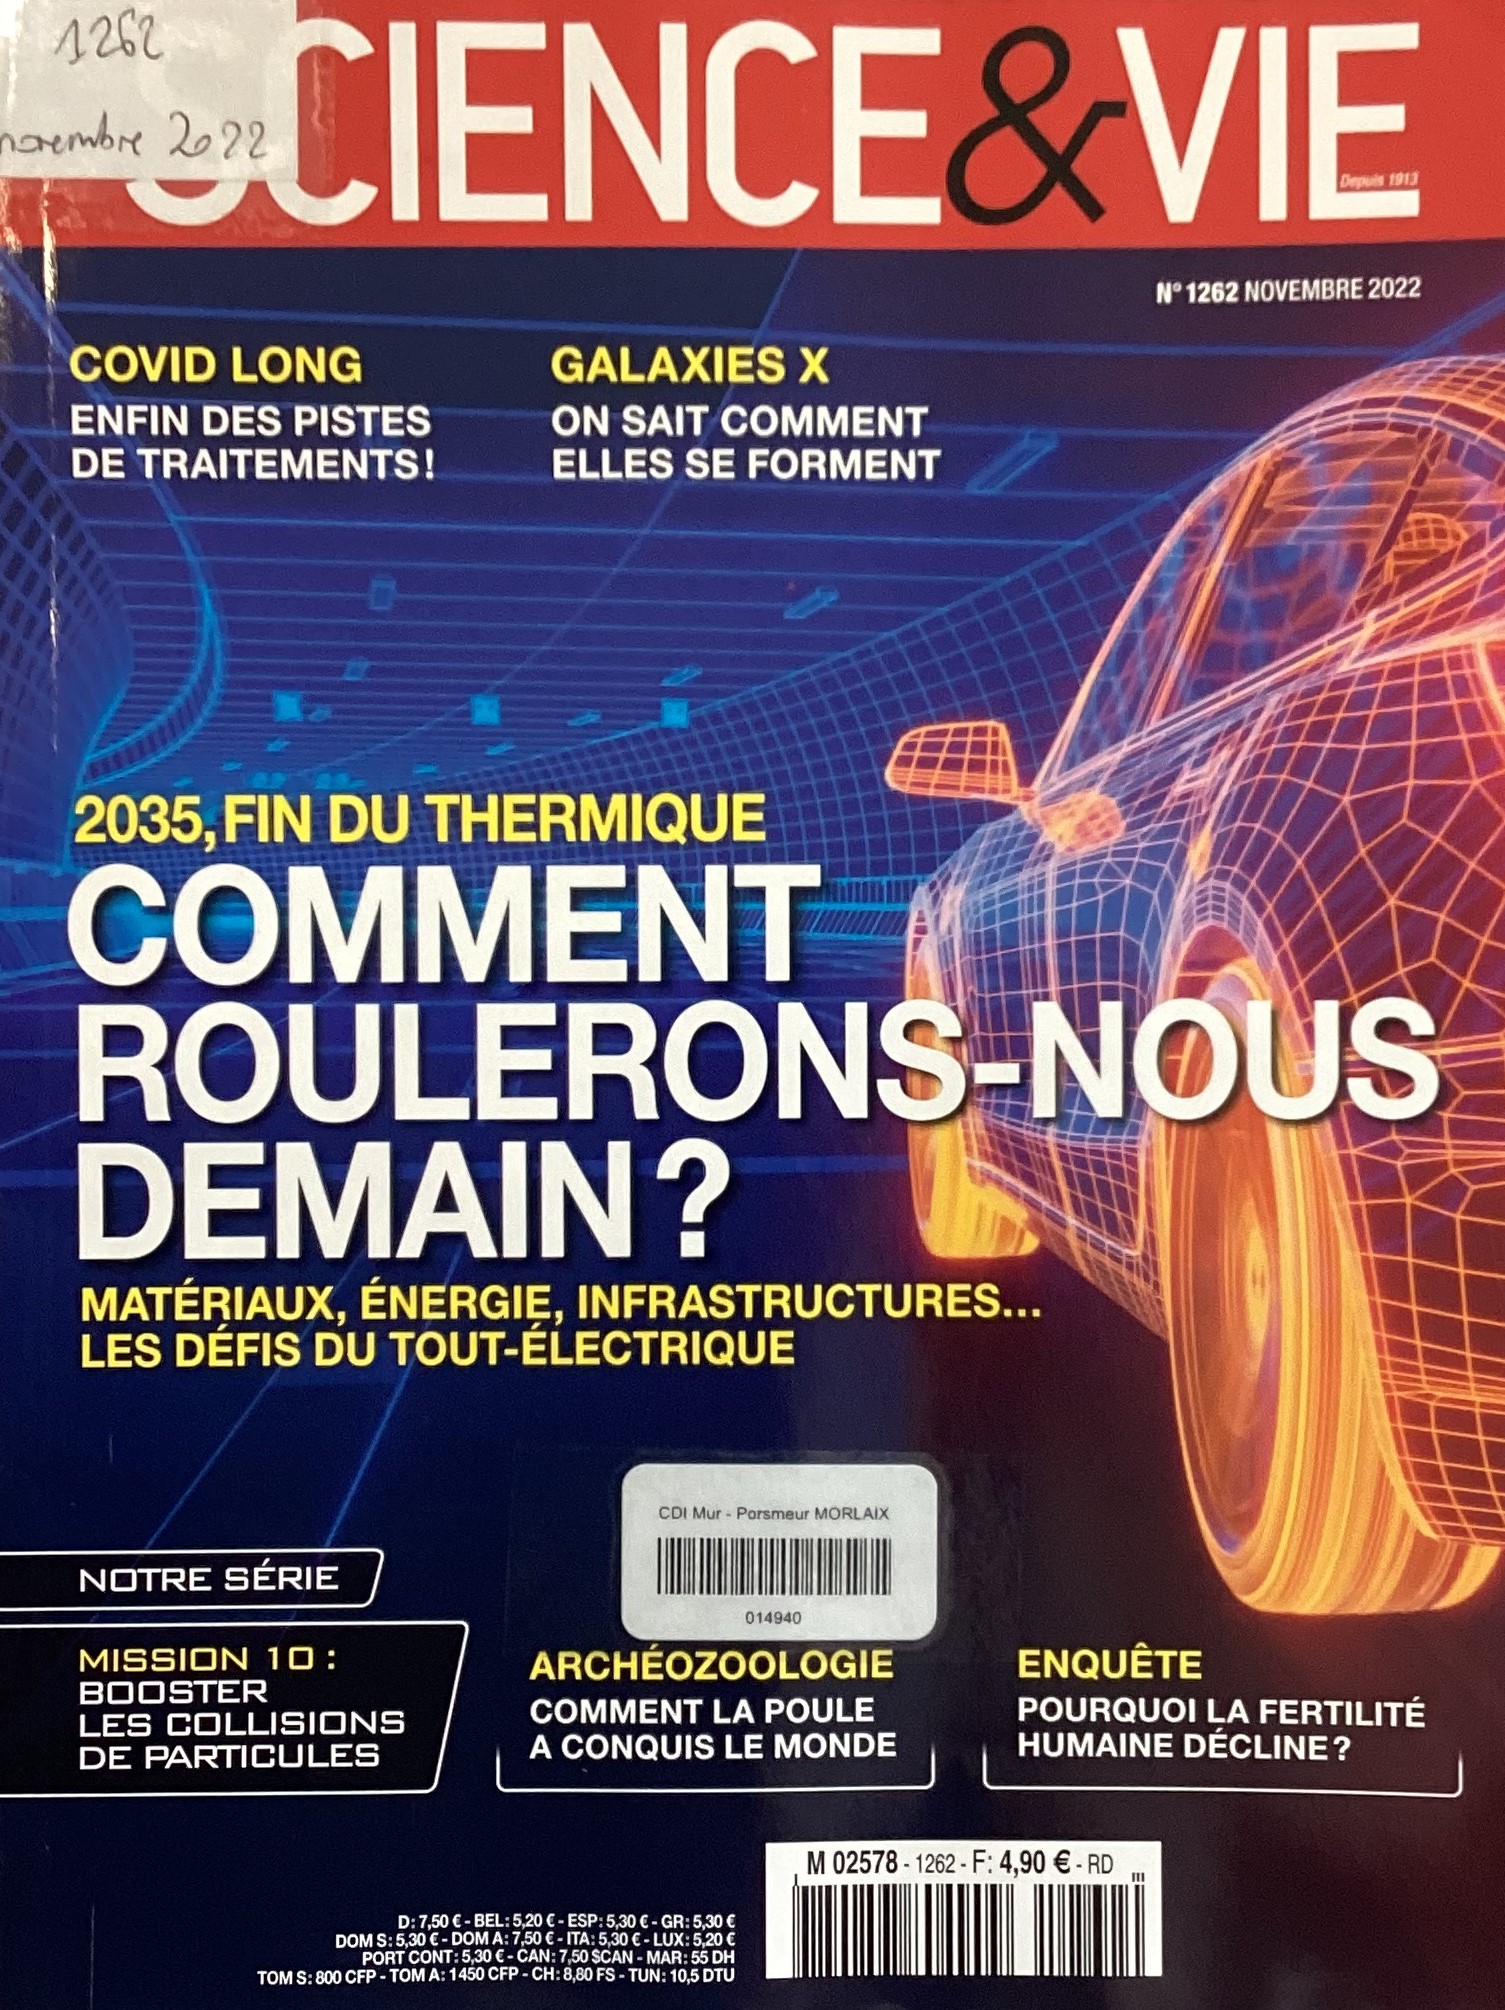 1262
novembre 2022
SCIENCE&VIE
Depuis 1913
N° 1262 NOVEMBRE 2022
COVID LONG
ENFIN DES PISTES
DE TRAITEMENTS!
GALAXIES X
ON SAIT COMMENT
ELLES SE FORMENT
2035, FIN DU THERMIQUE
COMMENT
ROULERONS-NOUS
DEMAIN ?
MATÉRIAUX, ÉNERGIE, INFRASTRUCTURES...
LES DÉFIS DU TOUT-ÉLECTRIQUE
CDI Mur - Porsmeur MORLAIX
014940
NOTRE SÉRIE
MISSION 10 :
BOOSTER
LES COLLISIONS
DE PARTICULES
ARCHÉOZOOLOGIE
COMMENT LA POULE
A CONQUIS LE MONDE
ENQUÊTE
POURQUOI LA FERTILITÉ
HUMAINE DÉCLINE ?
M 02578 - 1262 - F: 4,90 € - RD
D: 7,50 € - BEL: 5,20 € - ESP: 5,30 € - GR: 5,30 €
DOM S: 5,30 € - DOM A: 7,50 € - ITA: 5,30 € - LUX: 5,20 €
PORT CONT: 5,30 € - CAN: 7,50 $CAN - MAR: 55 DH
TOM S: 800 CFP - TOM A: 1450 CFP - CH: 8,80 FS - TUN: 10,5 DTU